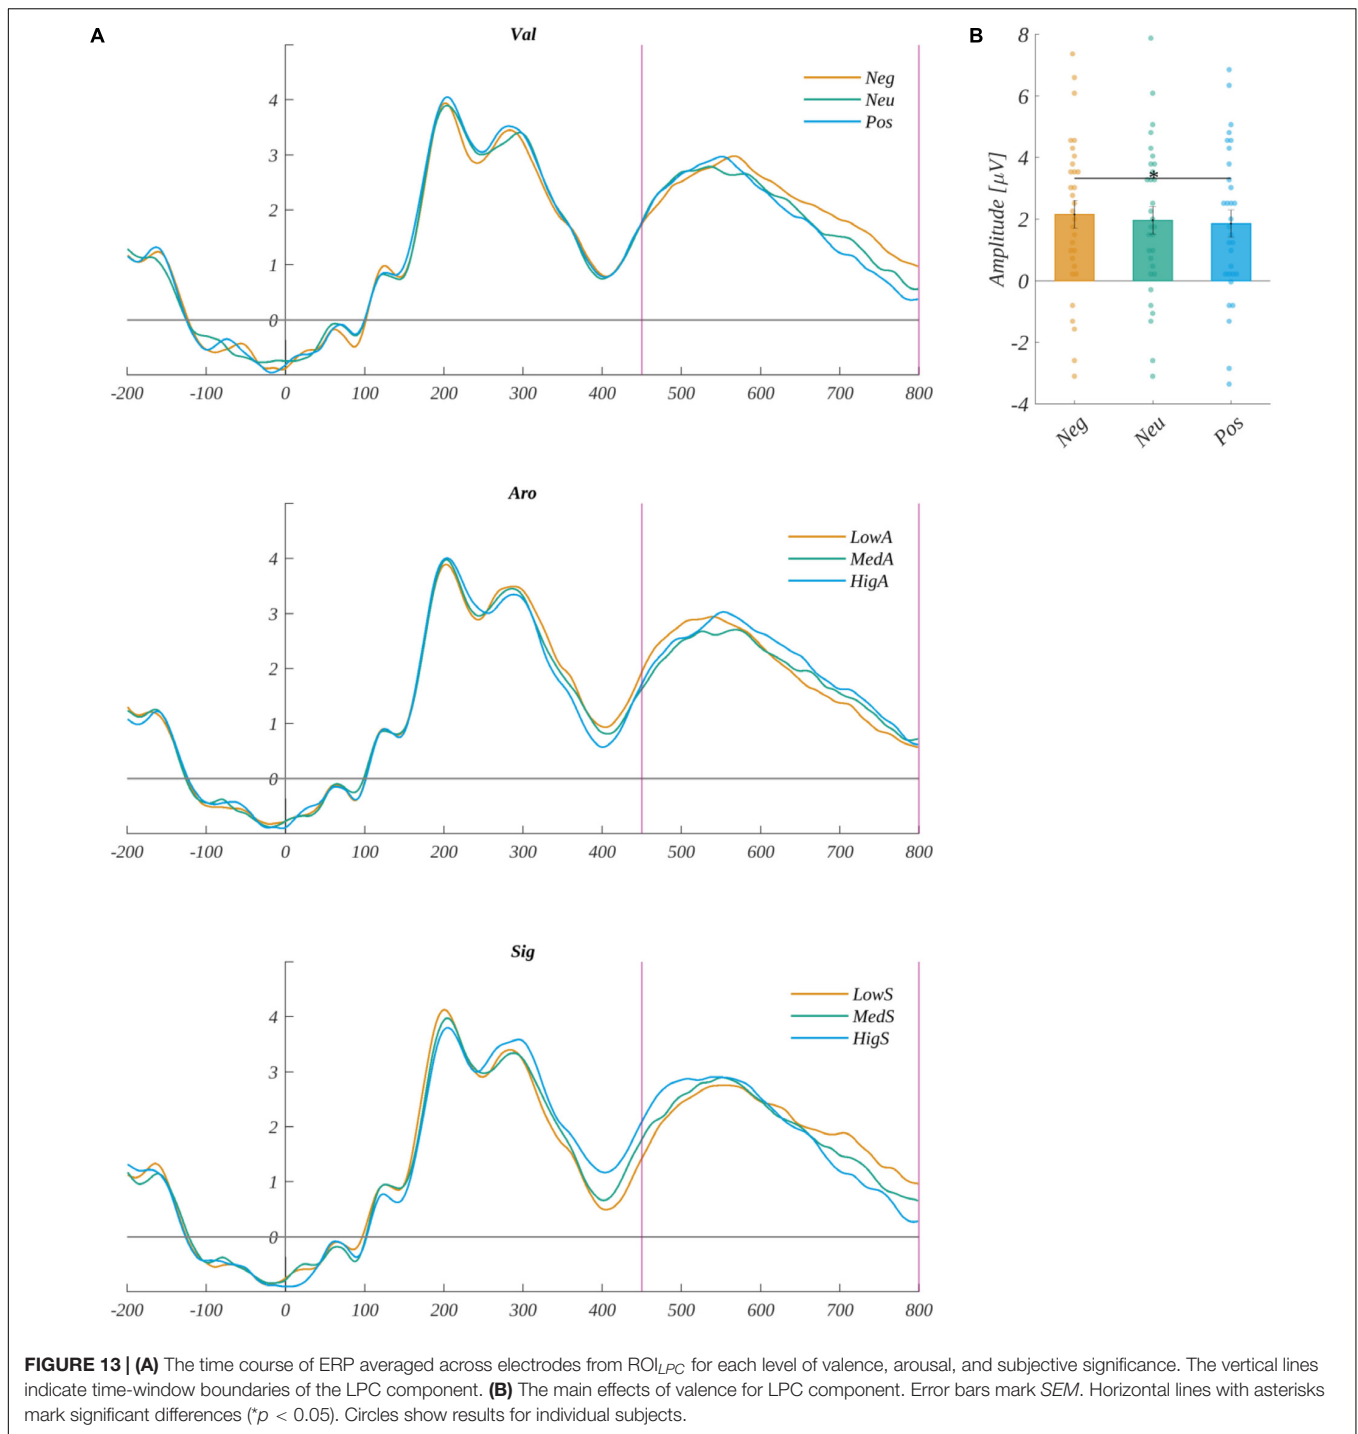 A
Val
B
Neg
Neu
Pos
4
3
2
1
0
-200 -100 0 100 200 300 400 500 600 700 800
Amplitude [μV]
8
6
4
2
0
-2
-4
*
Neg Neu Pos
Aro
LowA
MedA
HigA
4
3
2
1
0
-200 -100 0 100 200 300 400 500 600 700 800
Sig
LowS
MedS
HigS
4
3
2
1
0
-200 -100 0 100 200 300 400 500 600 700 800
FIGURE 13 | (A) The time course of ERP averaged across electrodes from ROI_LPC for each level of valence, arousal, and subjective significance. The vertical lines
indicate time-window boundaries of the LPC component. (B) The main effects of valence for LPC component. Error bars mark SEM. Horizontal lines with asterisks
mark significant differences (*p < 0.05). Circles show results for individual subjects.